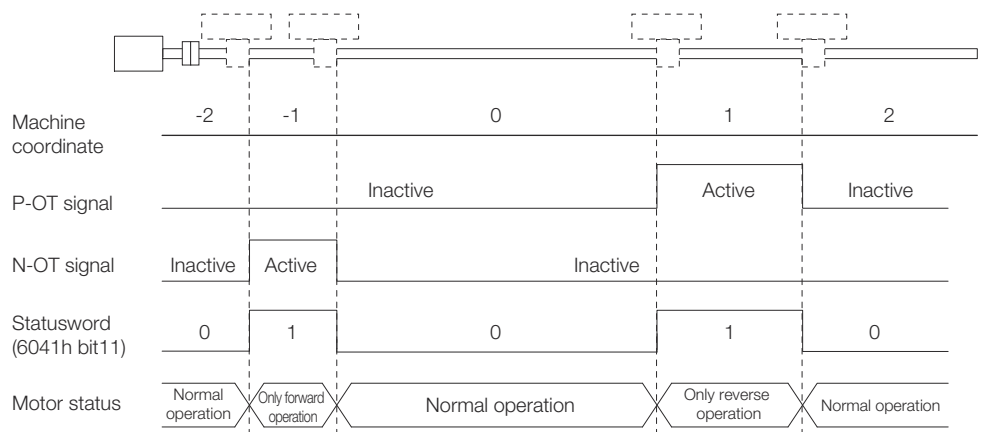 Machine
coordinate
-2 -1 0 1 2
P-OT signal
Inactive Active Inactive
N-OT signal
Inactive Active Inactive
Statusword
(6041h bit11)
0 1 0 1 0
Motor status
Normal
operation
Only forward
operation
Normal operation
Only reverse
operation
Normal operation